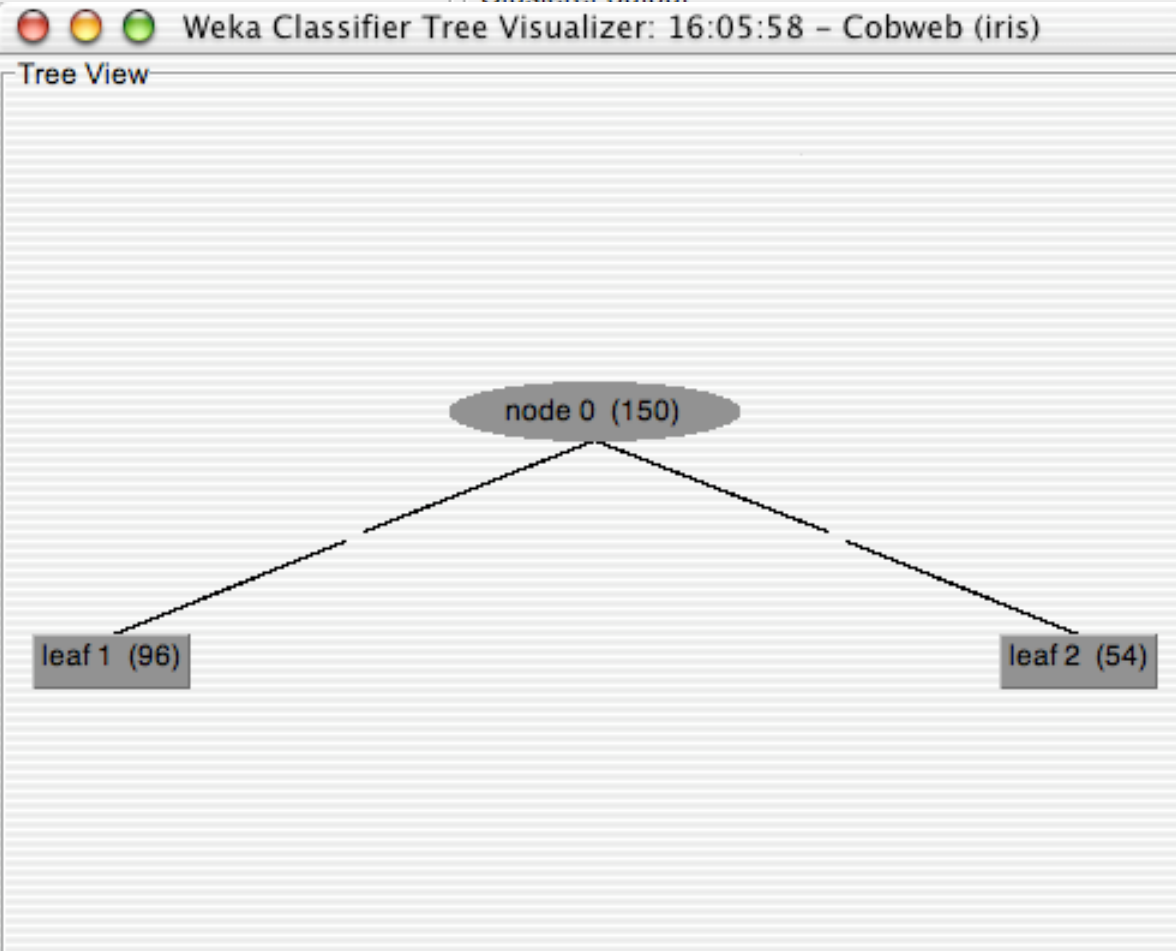 Weka Classifier Tree Visualizer: 16:05:58 – Cobweb (iris)
Tree View
node 0 (150)
leaf 1 (96)
leaf 2 (54)